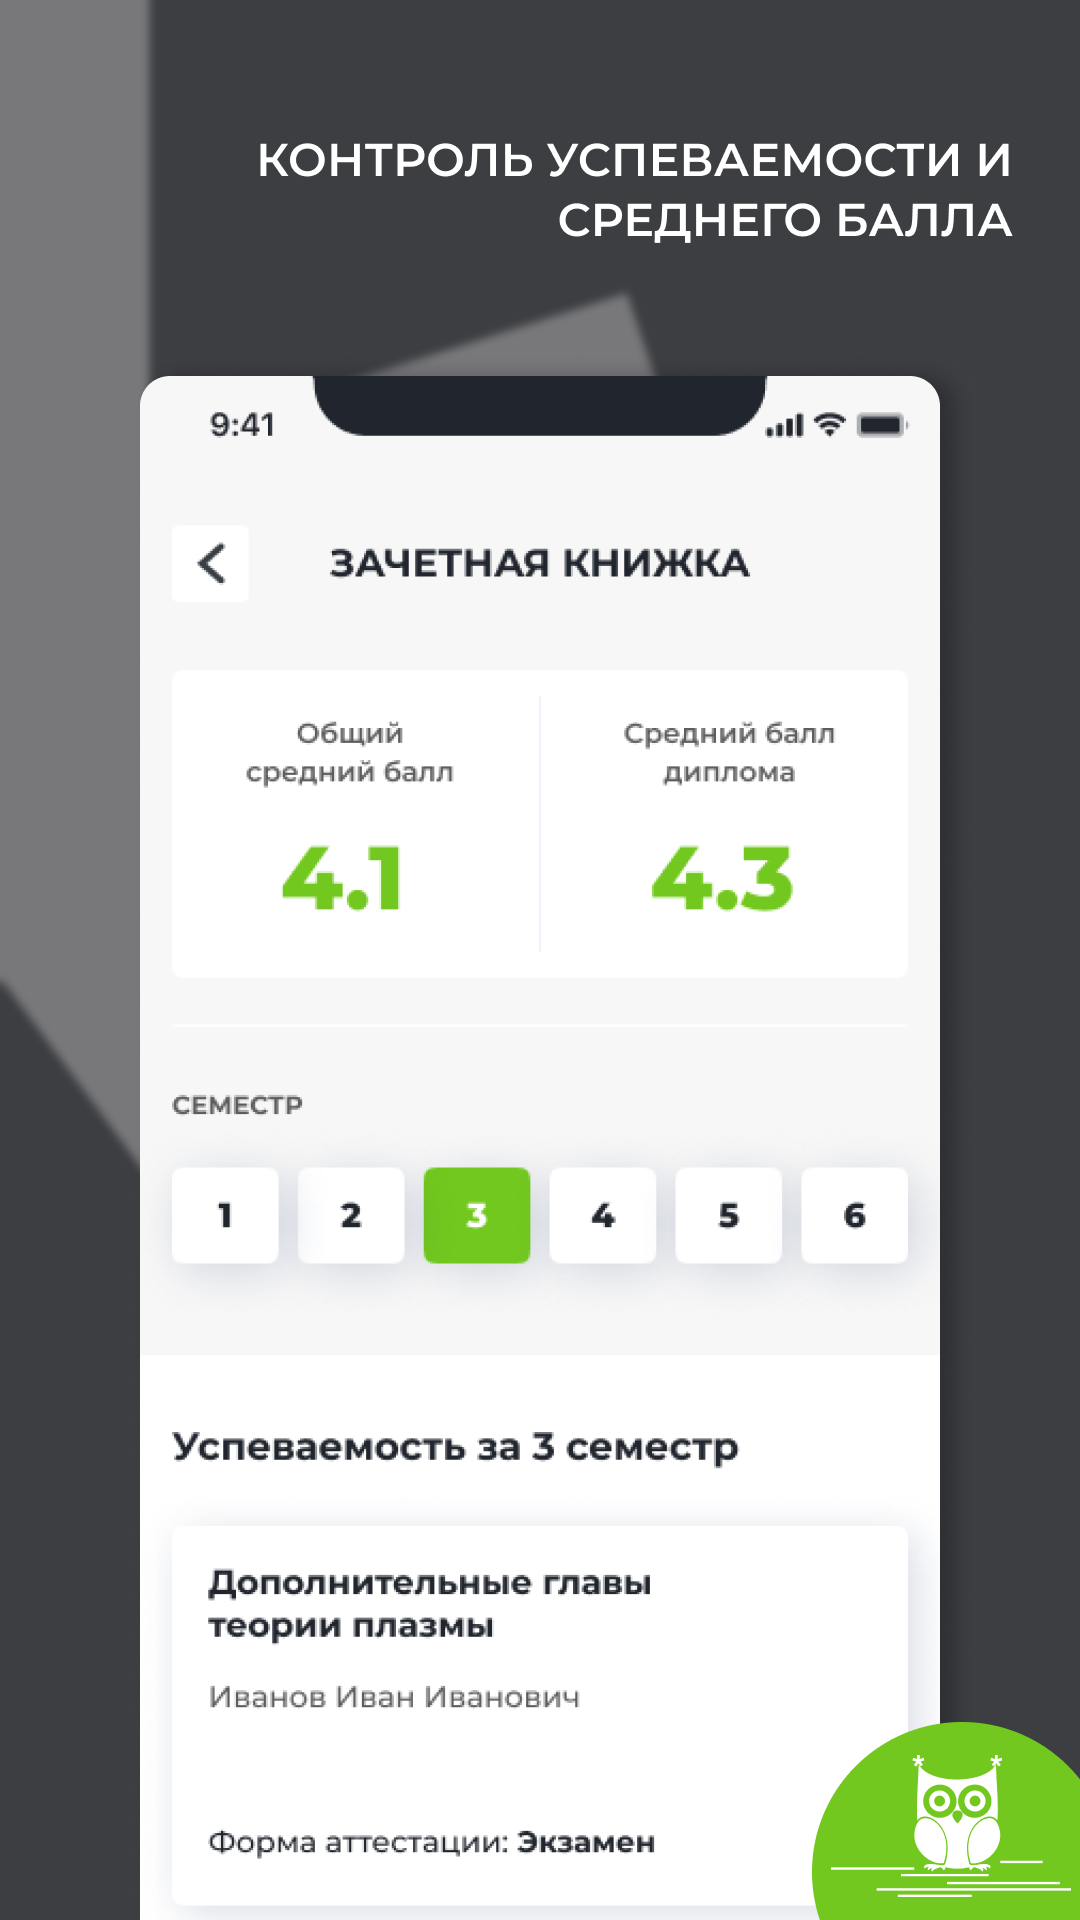 КОНТРОЛЬ УСПЕВАЕМОСТИ И
СРЕДНЕГО БАЛЛА
9:41
ЗАЧЕТНАЯ КНИЖКА
Общий
средний балл
4.1
Средний балл
диплома
4.3
СЕМЕСТР
1 2 3 4 5 6
Успеваемость за 3 семестр
Дополнительные главы
теории плазмы
Иванов Иван Иванович
Форма аттестации: Экзамен